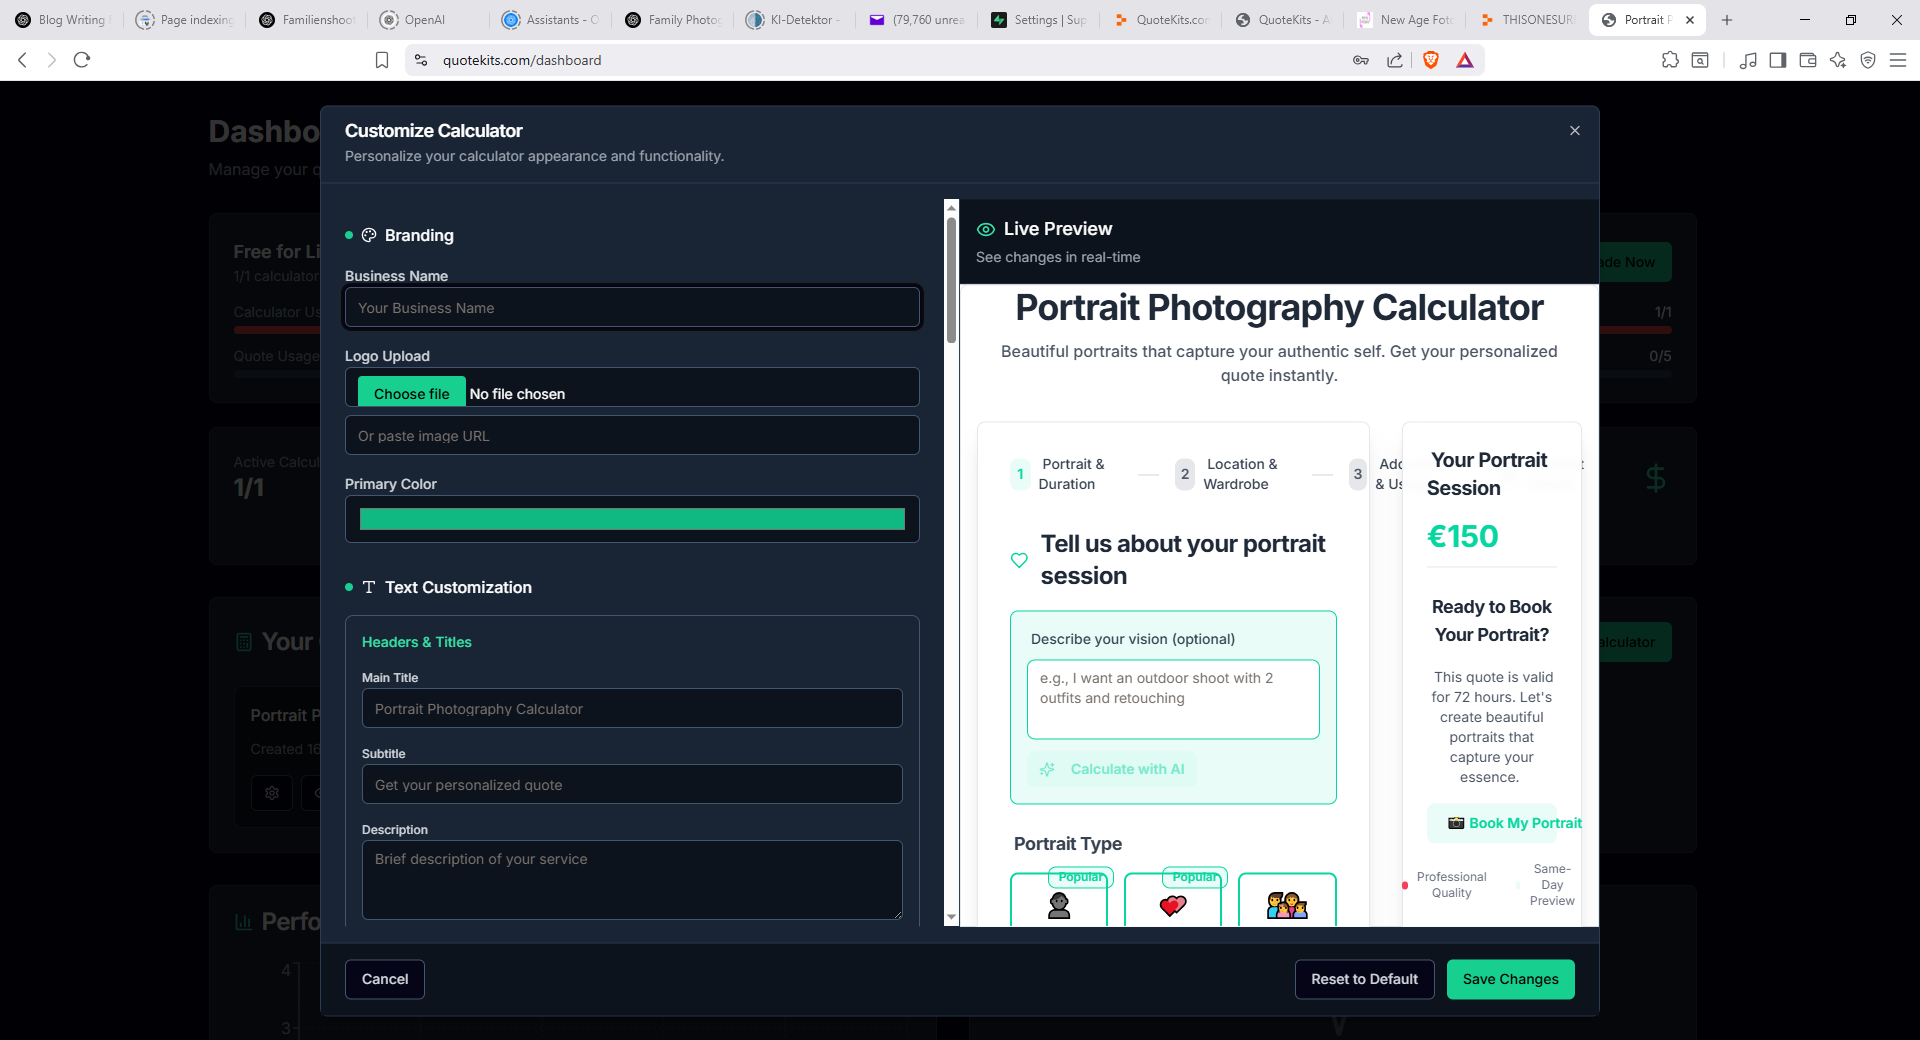 Blog Writing
Page indexing
Familienshoot
OpenAI
Assistants - O
Family Photog
KI-Detektor -
(79,760 unrea
Settings | Sup
QuoteKits.com
QuoteKits - A
New Age Foto
THISONESUR
Portrait P
quotekits.com/dashboard
Dashbo
Manage your q
Customize Calculator
Personalize your calculator appearance and functionality.
Free for Li
1/1 calculator
Calculator Us
Quote Usage
ade Now
1/1
0/5
Active Calcul
1/1
Your
alculator
Portrait P
Created 16
Perfo
4
3
Branding
Business Name
Your Business Name
Logo Upload
Choose file No file chosen
Or paste image URL
Primary Color
Text Customization
Headers & Titles
Main Title
Portrait Photography Calculator
Subtitle
Get your personalized quote
Description
Brief description of your service
Live Preview
See changes in real-time
Portrait Photography Calculator
Beautiful portraits that capture your authentic self. Get your personalized
quote instantly.
1 Portrait &
Duration
2 Location &
Wardrobe
3 Add
& Us
Tell us about your portrait
session
Describe your vision (optional)
e.g., I want an outdoor shoot with 2
outfits and retouching
Calculate with AI
Portrait Type
Popular
Popular
Your Portrait
Session
€150
Ready to Book
Your Portrait?
This quote is valid
for 72 hours. Let's
create beautiful
portraits that
capture your
essence.
Book My Portrait
Professional
Quality
Same-
Day
Preview
Cancel
Reset to Default
Save Changes